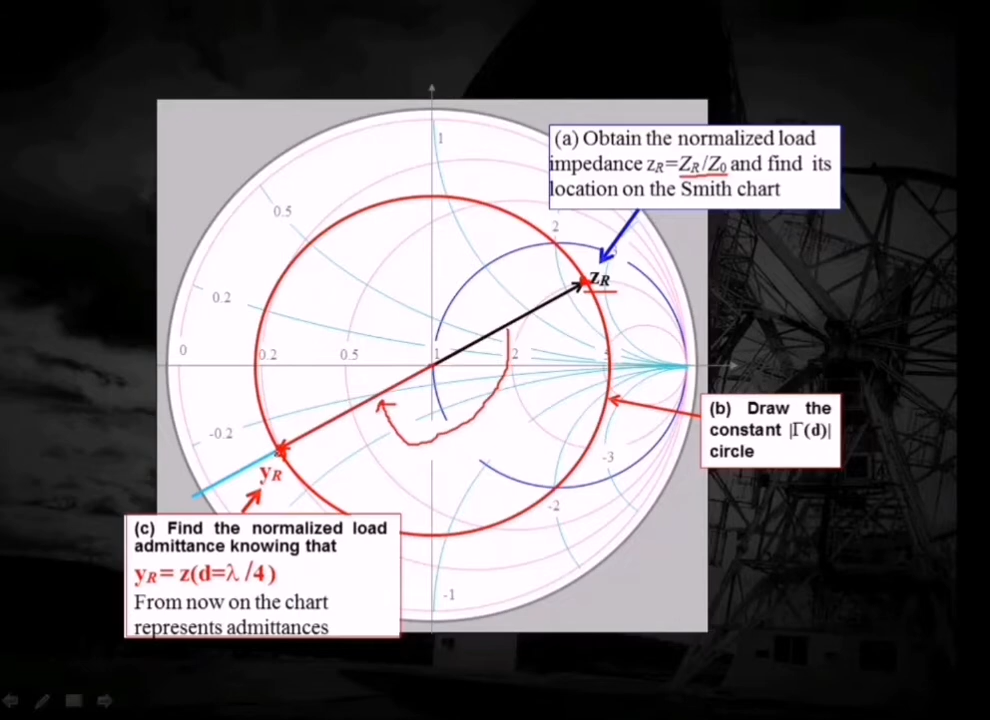 (a) Obtain the normalized load
impedance zR=ZR/Z0 and find its
location on the Smith chart
1
0.5
2
zR
0.2
0
0.2
0.5
1
2
-0.2
(b) Draw the
constant |Γ(d)|
circle
-3
yR
-2
(c) Find the normalized load
admittance knowing that
yR= z(d=λ/4)
From now on the chart
represents admittances
-1